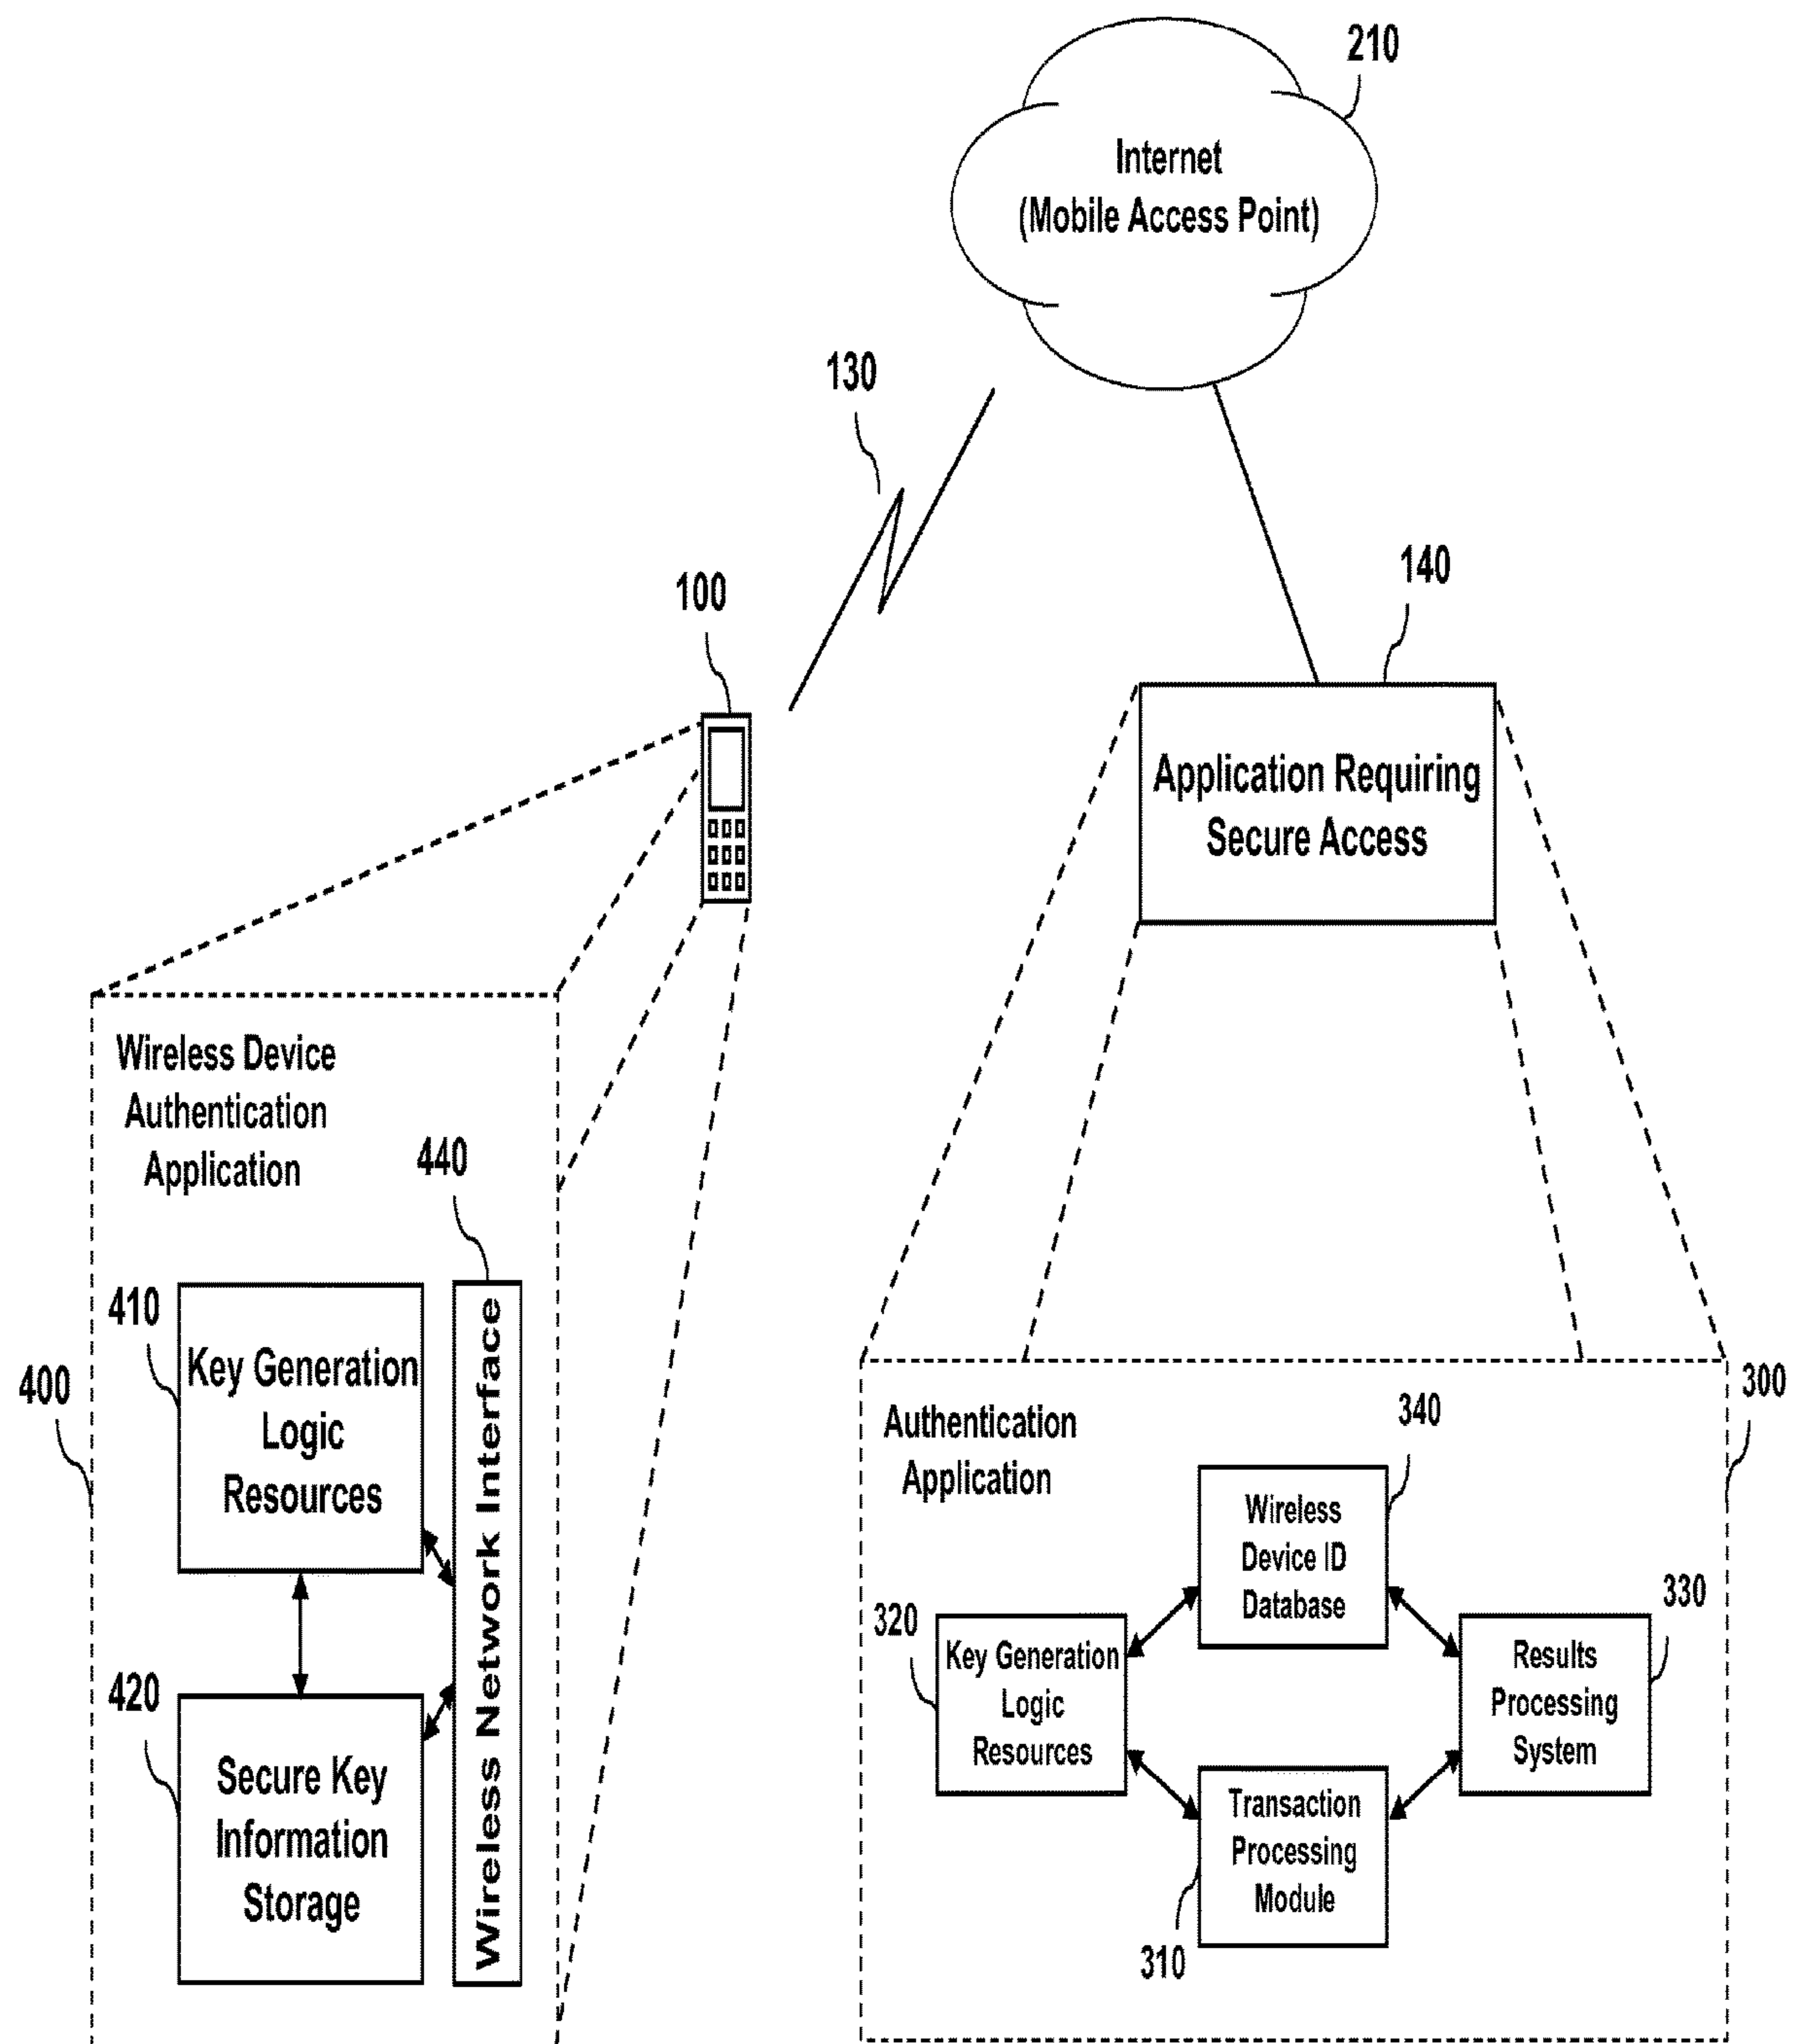 210
Internet
(Mobile Access Point)
130
140
100
Application Requiring
Secure Access
Wireless Device
Authentication
Application
440
410
Key Generation
Logic
Resources
400
Wireless Network Interface
420
Secure Key
Information
Storage
300
Authentication
Application
340
Wireless
Device ID
Database
320
Key Generation
Logic
Resources
330
Results
Processing
System
Transaction
Processing
Module
310